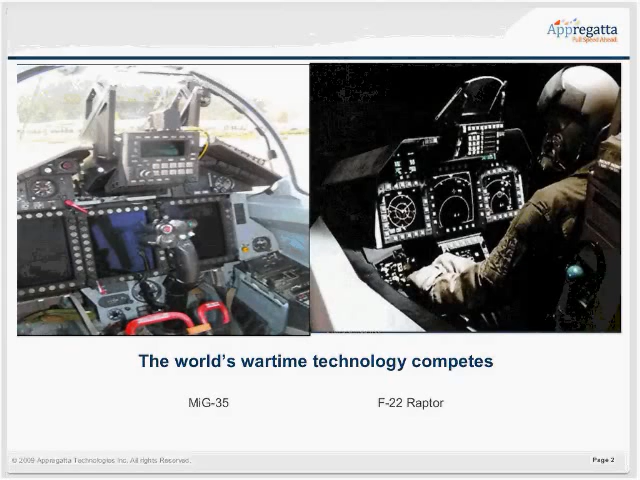 Appregatta
Full Speed Ahead.
The world's wartime technology competes
MiG-35
F-22 Raptor
© 2009 Appregatta Technologies Inc. All rights Reserved.
Page 2